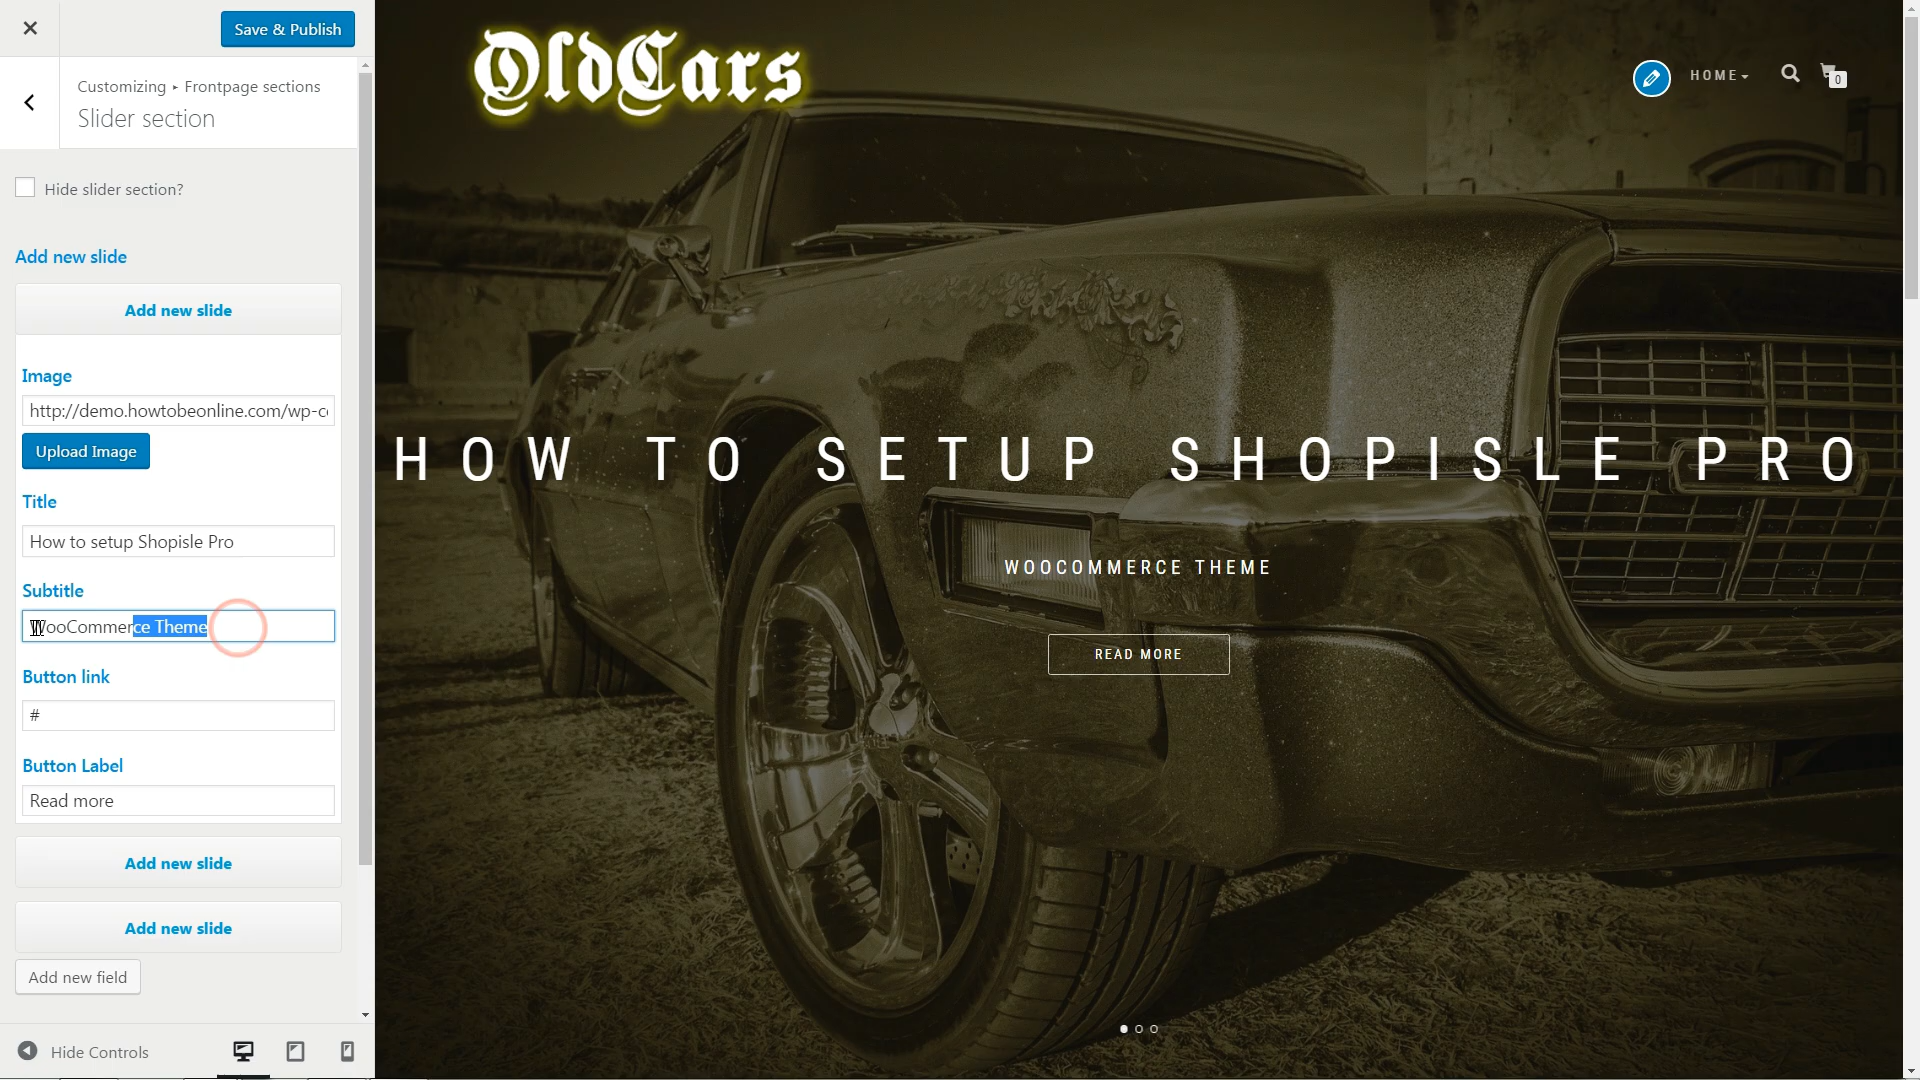 Save & Publish
Customizing ▸ Frontpage sections
Slider section
Hide slider section?
Add new slide
Add new slide
Image
http://demo.howtobeonline.com/wp-c
Upload Image
Title
How to setup Shopisle Pro
Subtitle
WooCommerce Theme
Button link
#
Button Label
Read more
Add new slide
Add new slide
Add new field
Hide Controls
OldCars
HOME
0
HOW TO SETUP SHOPISLE PRO
WOOCOMMERCE THEME
READ MORE